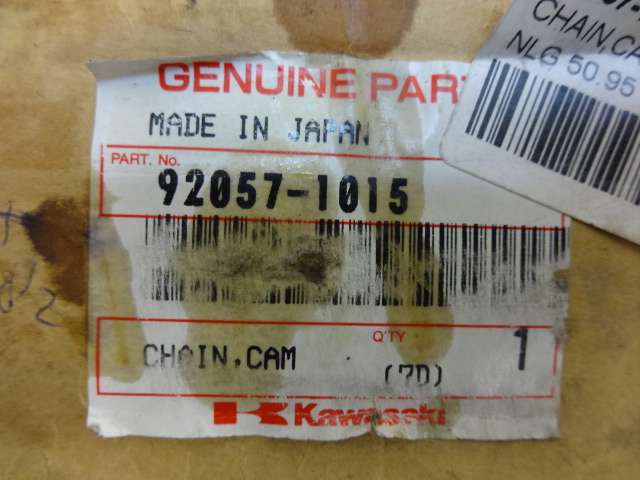 GENUINE PART
MADE IN JAPAN
PART. No.
92057-1015
CHAIN,CAM
Q'TY
1
(7D)
Kawasaki
CHAIN,CA
NLG 50.95